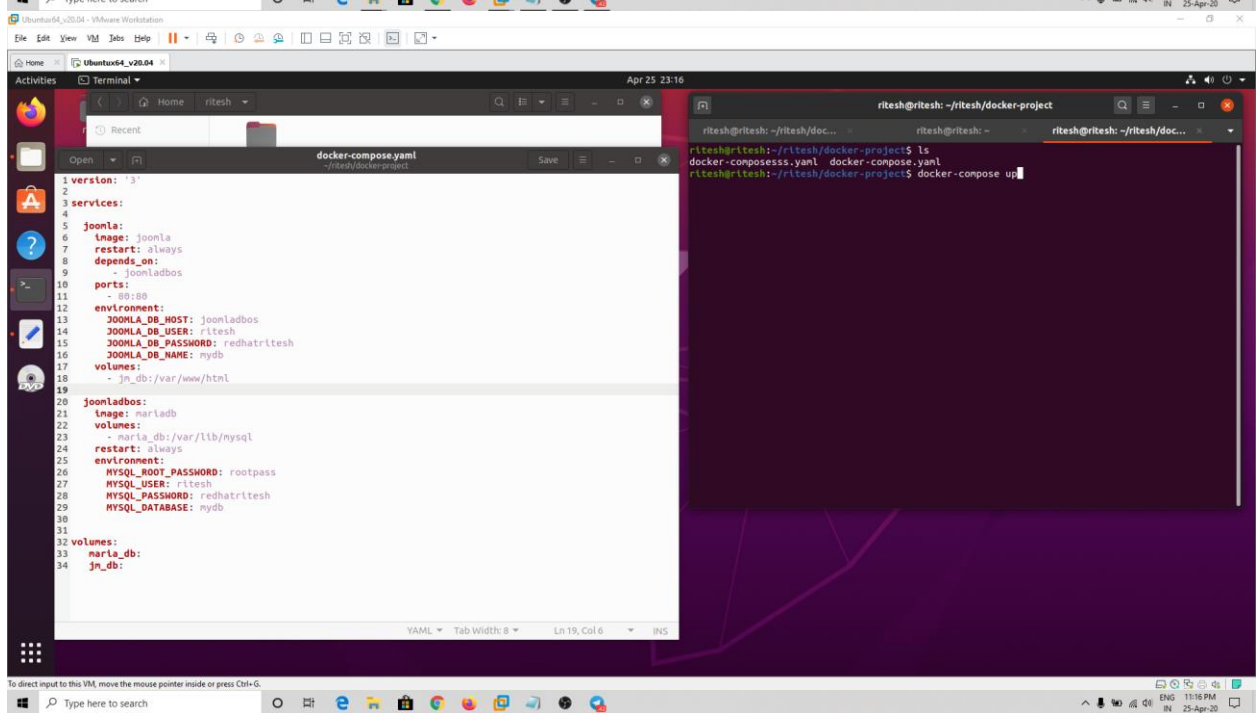 Type here to search
IN 25-Apr-20
Ubuntux64_v20.04 - VMware Workstation
File Edit View VM Tabs Help
Home Ubuntux64_v20.04
Activities Terminal Apr 25 23:16
Home ritesh
Recent
ritesh@ritesh: ~/ritesh/docker-project
ritesh@ritesh: ~/ritesh/doc... ritesh@ritesh: ~ ritesh@ritesh: ~/ritesh/doc...
ritesh@ritesh:~/ritesh/docker-project$ ls
docker-composesss.yaml docker-compose.yaml
ritesh@ritesh:~/ritesh/docker-project$ docker-compose up
Open docker-compose.yaml Save
~/ritesh/docker-project
1 version: '3'
2
3 services:
4
5 joomla:
6 image: joomla
7 restart: always
8 depends_on:
9 - joomladbos
10 ports:
11 - 80:80
12 environment:
13 JOOMLA_DB_HOST: joomladbos
14 JOOMLA_DB_USER: ritesh
15 JOOMLA_DB_PASSWORD: redhatritesh
16 JOOMLA_DB_NAME: mydb
17 volumes:
18 - jm_db:/var/www/html
19
20 joomladbos:
21 image: mariadb
22 volumes:
23 - maria_db:/var/lib/mysql
24 restart: always
25 environment:
26 MYSQL_ROOT_PASSWORD: rootpass
27 MYSQL_USER: ritesh
28 MYSQL_PASSWORD: redhatritesh
29 MYSQL_DATABASE: mydb
30
31
32 volumes:
33 maria_db:
34 jm_db:
YAML Tab Width: 8 Ln 19, Col 6 INS
To direct input to this VM, move the mouse pointer inside or press Ctrl+G.
Type here to search
ENG 11:16 PM
IN 25-Apr-20